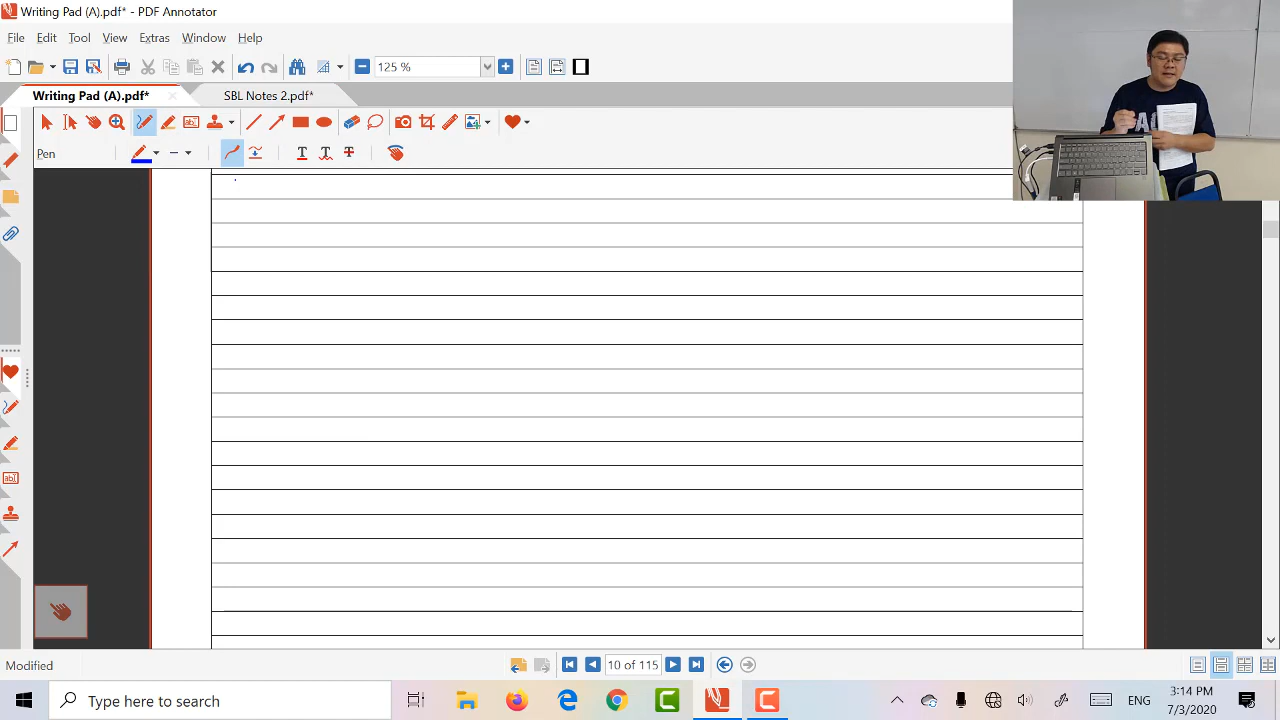 Writing Pad (A).pdf* - PDF Annotator
File Edit Tool View Extras Window Help
125 %
Writing Pad (A).pdf* SBL Notes 2.pdf*
Pen
Modified
10 of 115
Type here to search
ENG
3:14 PM
7/3/2020